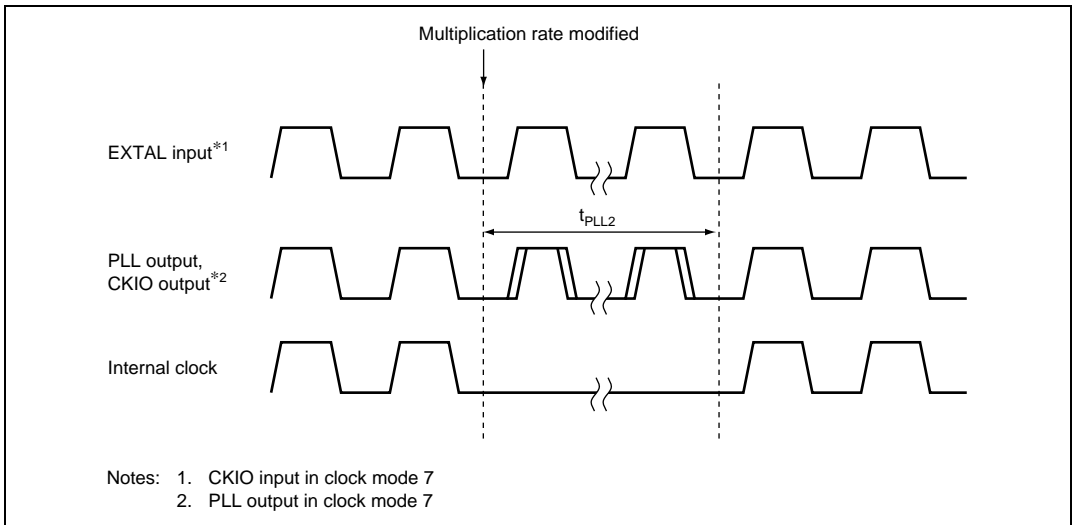 Multiplication rate modified
EXTAL input*1
tPLL2
PLL output,
CKIO output*2
Internal clock
Notes: 1. CKIO input in clock mode 7
2. PLL output in clock mode 7